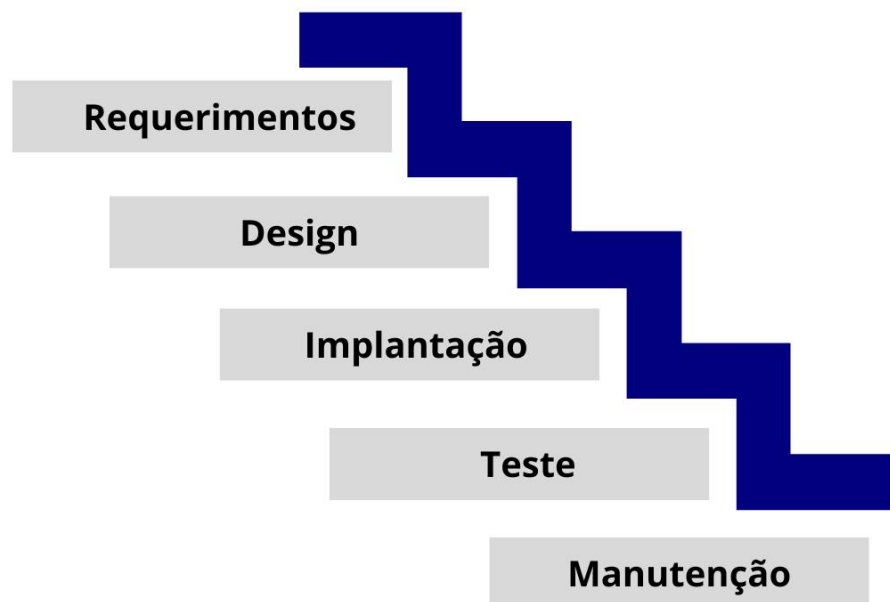 Requerimentos
Design
Implantação
Teste
Manutenção